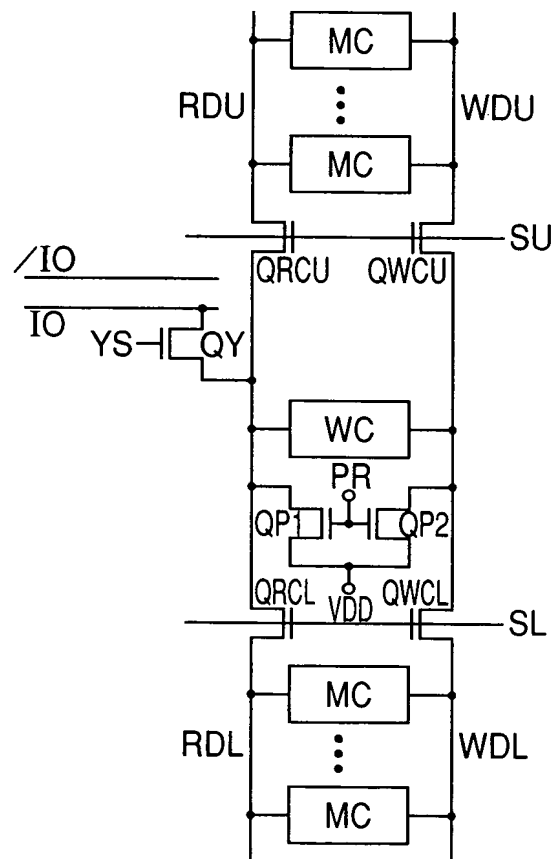 MC
RDU
WDU
MC
SU
QRCU
QWCU
/IO
IO
YS
QY
WC
PR
QP1
QP2
QRCL
VDD
QWCL
SL
MC
RDL
WDL
MC